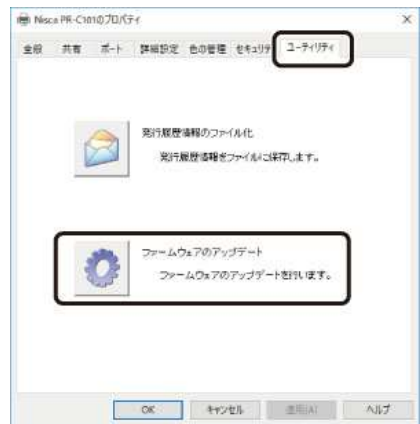 Nisca PR-C101のプロパティ
全般 共有 ポート 詳細設定 色の管理 セキュリティ ユーティリティ
発行履歴情報のファイル化
発行履歴情報をファイルに保存します。
ファームウェアのアップデート
ファームウェアのアップデートを行います。
OK キャンセル 適用(A) ヘルプ